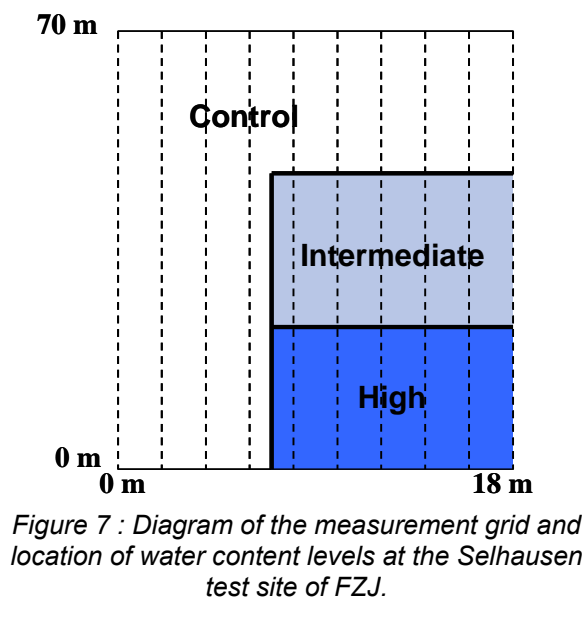 70 m
Control
Intermediate
High
0 m
0 m
18 m
Figure 7 : Diagram of the measurement grid and
location of water content levels at the Selhausen
test site of FZJ.